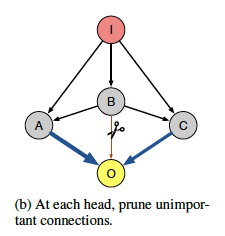 I
B
A
C
O
(b) At each head, prune unimpor-
tant connections.